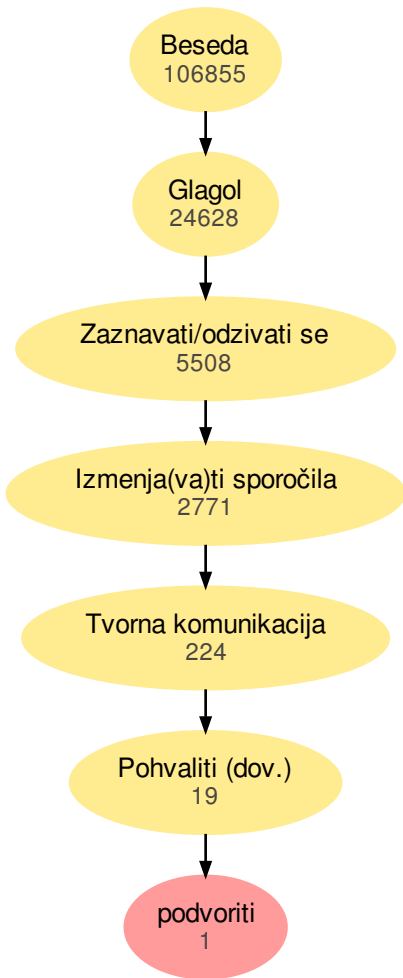 Beseda
106855
Glagol
24628
Zaznavati/odzivati se
5508
Izmenja(va)ti sporočila
2771
Tvorna komunikacija
224
Pohvaliti (dov.)
19
podvoriti
1